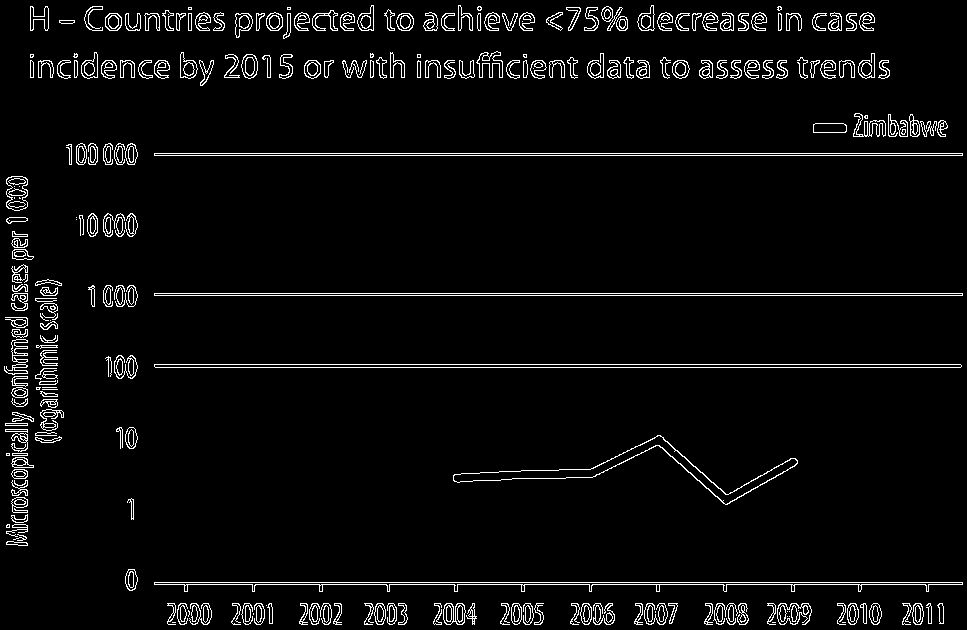 H – Countries projected to achieve <75% decrease in case
incidence by 2015 or with insufficient data to assess trends
Zimbabwe
Microscopically confirmed cases per 1 000
(logarithmic scale)
100 000
10 000
1 000
100
10
1
0
2000 2001 2002 2003 2004 2005 2006 2007 2008 2009 2010 2011